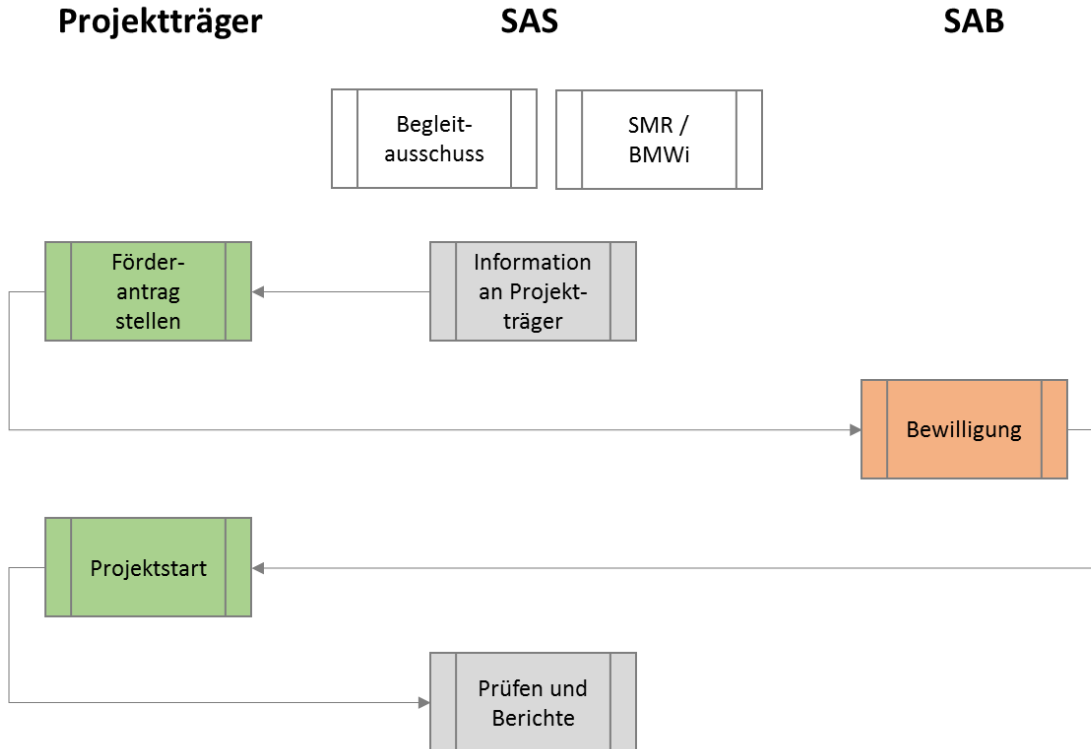 Projektträger
SAS
SAB
Begleit-
ausschuss
SMR /
BMWi
Förder-
antrag
stellen
Information
an Projekt-
träger
Bewilligung
Projektstart
Prüfen und
Berichte